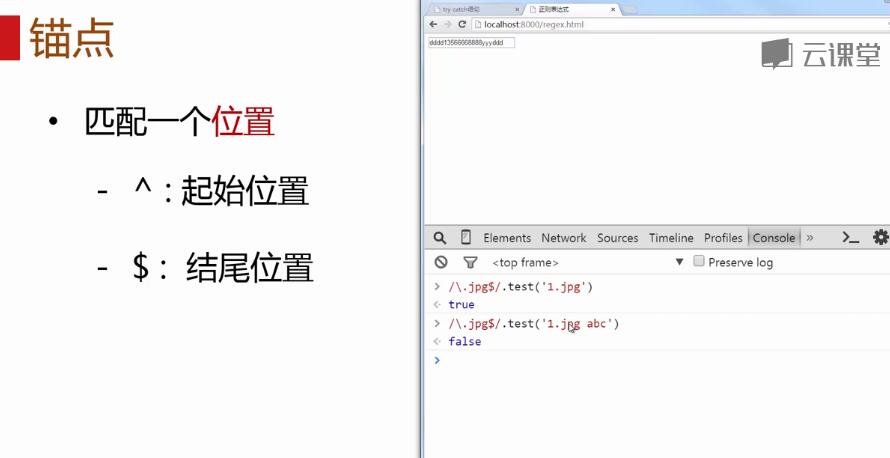 锚点
• 匹配一个位置
- ^ : 起始位置
- $ : 结尾位置
try catch语句
正则表达式
localhost:8000/regex.html
dddd13566668888yyyddd
云课堂
Elements Network Sources Timeline Profiles Console »
<top frame> ▼ Preserve log
> /\.jpg$/.test('1.jpg')
true
> /\.jpg$/.test('1.jpg abc')
false
>